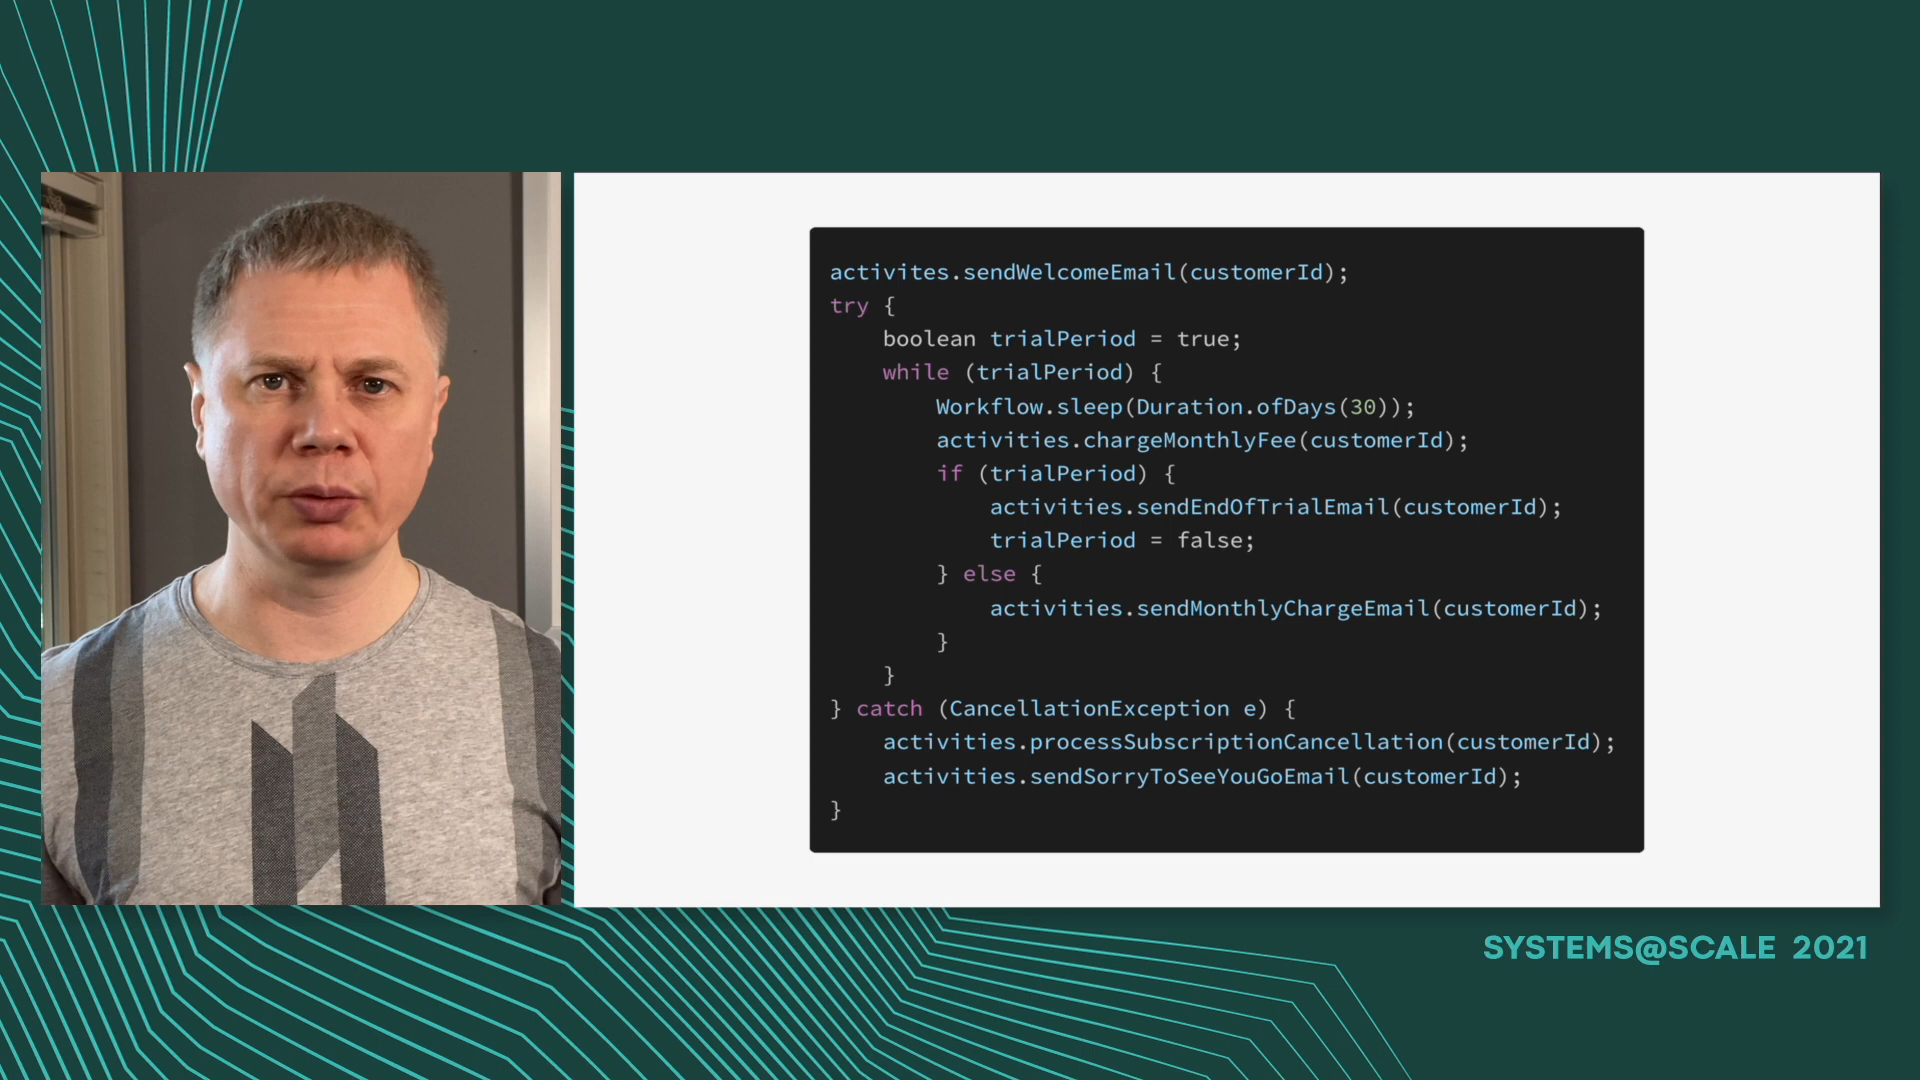 activites.sendWelcomeEmail(customerId);
try {
    boolean trialPeriod = true;
    while (trialPeriod) {
        Workflow.sleep(Duration.ofDays(30));
        activities.chargeMonthlyFee(customerId);
        if (trialPeriod) {
            activities.sendEndOfTrialEmail(customerId);
            trialPeriod = false;
        } else {
            activities.sendMonthlyChargeEmail(customerId);
        }
    }
} catch (CancellationException e) {
    activities.processSubscriptionCancellation(customerId);
    activities.sendSorryToSeeYouGoEmail(customerId);
}
SYSTEMS@SCALE 2021